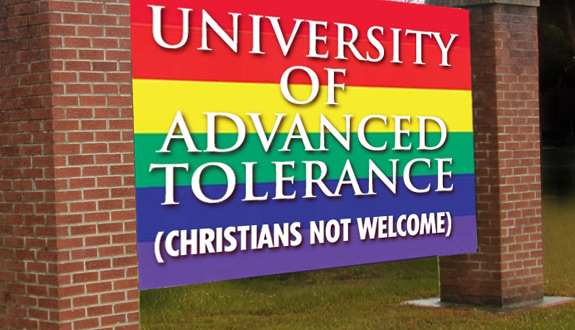 UNIVERSITY
OF
ADVANCED
TOLERANCE
(CHRISTIANS NOT WELCOME)